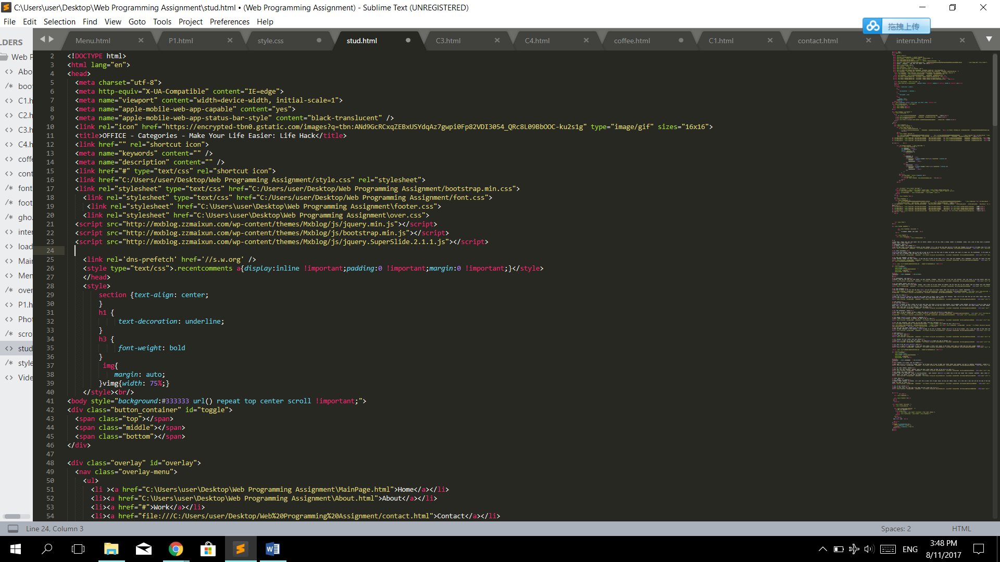 C:\Users\user\Desktop\Web Programming Assignment\stud.html • (Web Programming Assignment) - Sublime Text (UNREGISTERED)
File Edit Selection Find View Goto Tools Project Preferences Help
拖拽上传
Menu.html P1.html style.css stud.html C3.html C4.html coffee.html C1.html contact.html intern.html
LDERS
Web P
<> Abo
/* boot
<> C1.h
<> C2.h
<> C3.h
<> C4.h
<> coffe
<> cont
/* font
/* foot
/* gho.
<> inter
<> load
<> Mair
<> Men
/* over
<> P1.h
<> Phot
/* scro
<> stud
/* style
<> Vide
2 <!DOCTYPE html>
3 <html lang="en">
4 <head>
5 <meta charset="utf-8">
6 <meta http-equiv="X-UA-Compatible" content="IE=edge">
7 <meta name="viewport" content="width=device-width, initial-scale=1">
8 <meta name="apple-mobile-web-app-capable" content="yes">
9 <meta name="apple-mobile-web-app-status-bar-style" content="black-translucent" />
10 <link rel="icon" href="https://encrypted-tbn0.gstatic.com/images?q=tbn:ANd9GcRCxqZEBxUSYdqAz7gwpi0Fp82VDI3054_QRc8L09BbOOC-ku2s1g" type="image/gif" sizes="16x16">
11 <title>OFFICE - Categories - Make Your Life Easier: Life Hack</title>
12 <link href="" rel="shortcut icon">
13 <meta name="keywords" content="" />
14 <meta name="description" content="" />
15 <link href="#" type="text/css" rel="shortcut icon">
16 <link href="C:/Users/user/Desktop/Web Programming Assignment/style.css" rel="stylesheet">
17 <link rel="stylesheet" type="text/css" href="C:/Users/user/Desktop/Web Programming Assignment/bootstrap.min.css">
18 <link rel="stylesheet" type="text/css" href="C:/Users/user/Desktop/Web Programming Assignment/font.css">
19 <link rel="stylesheet" href="C:\Users\user\Desktop\Web Programming Assignment\footer.css">
20 <link rel="stylesheet" href="C:\Users\user\Desktop\Web Programming Assignment\over.css">
21 <script src="http://mxblog.zzmaixun.com/wp-content/themes/Mxblog/js/jquery.min.js"></script>
22 <script src="http://mxblog.zzmaixun.com/wp-content/themes/Mxblog/js/bootstrap.min.js"></script>
23 <script src="http://mxblog.zzmaixun.com/wp-content/themes/Mxblog/js/jquery.SuperSlide.2.1.1.js"></script>
24
25 <link rel='dns-prefetch' href='//s.w.org' />
26 <style type="text/css">.recentcomments a{display:inline !important;padding:0 !important;margin:0 !important;}</style>
27 </head>
28 <style>
29 section {text-align: center;
30 }
31 h1 {
32 text-decoration: underline;
33 }
34 h3 {
35 font-weight: bold
36 }
37 img{
38 margin: auto;
39 }vimg{width: 75%;}
40 </style><br/>
41 <body style="background:#333333 url() repeat top center scroll !important;">
42 <div class="button_container" id="toggle">
43 <span class="top"></span>
44 <span class="middle"></span>
45 <span class="bottom"></span>
46 </div>
47
48 <div class="overlay" id="overlay">
49 <nav class="overlay-menu">
50 <ul>
51 <li ><a href="C:\Users\user\Desktop\Web Programming Assignment\MainPage.html">Home</a></li>
52 <li><a href="C:\Users\user\Desktop\Web Programming Assignment\About.html">About</a></li>
53 <li><a href="#">Work</a></li>
54 <li><a href="file:///C:/Users/user/Desktop/Web%20Programming%20Assignment/contact.html">Contact</a></li>
Line 24, Column 3 Spaces: 2 HTML
ENG
3:48 PM
8/11/2017